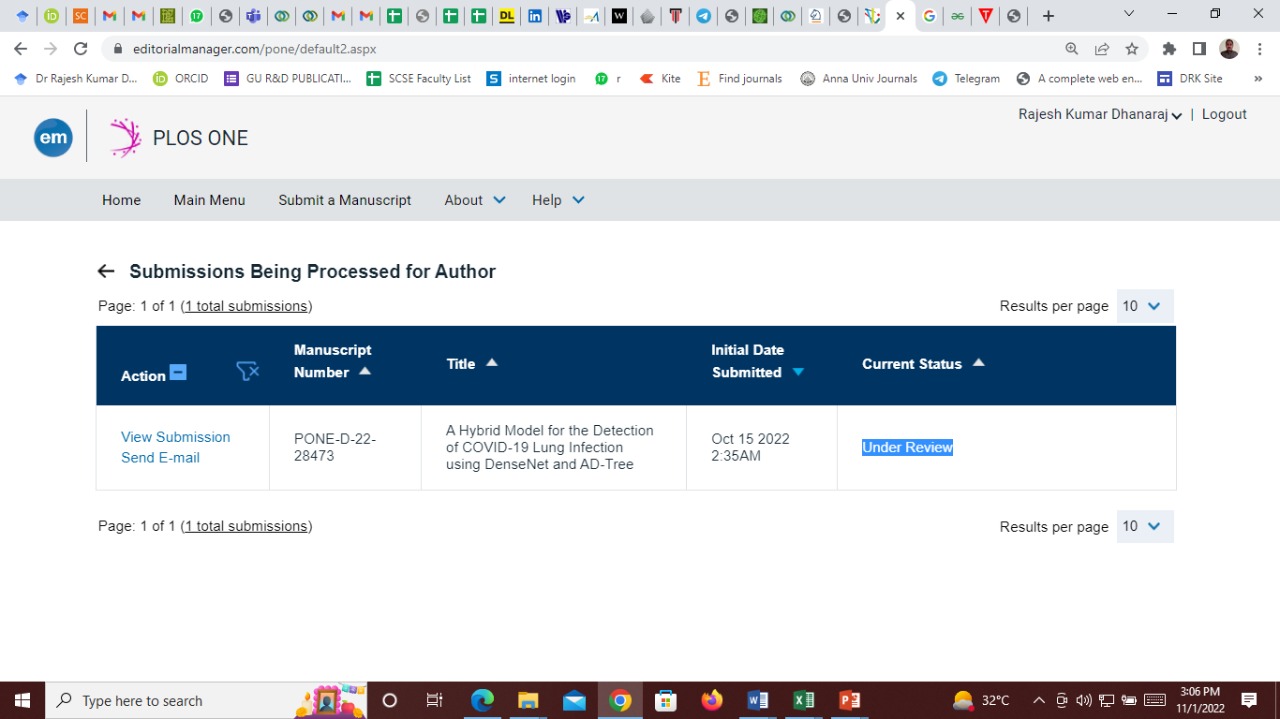 editorialmanager.com/pone/default2.aspx
Dr Rajesh Kumar D... ORCID GU R&D PUBLICATI... SCSE Faculty List internet login r Kite Find journals Anna Univ Journals Telegram A complete web en... DRK Site »
Rajesh Kumar Dhanaraj | Logout
em PLOS ONE
Home Main Menu Submit a Manuscript About Help
Submissions Being Processed for Author
Page: 1 of 1 (1 total submissions) Results per page 10
Action
Manuscript
Number
Title
Initial Date
Submitted
Current Status
View Submission
Send E-mail
PONE-D-22-
28473
A Hybrid Model for the Detection
of COVID-19 Lung Infection
using DenseNet and AD-Tree
Oct 15 2022
2:35AM
Under Review
Page: 1 of 1 (1 total submissions) Results per page 10
Type here to search
32°C
3:06 PM
11/1/2022